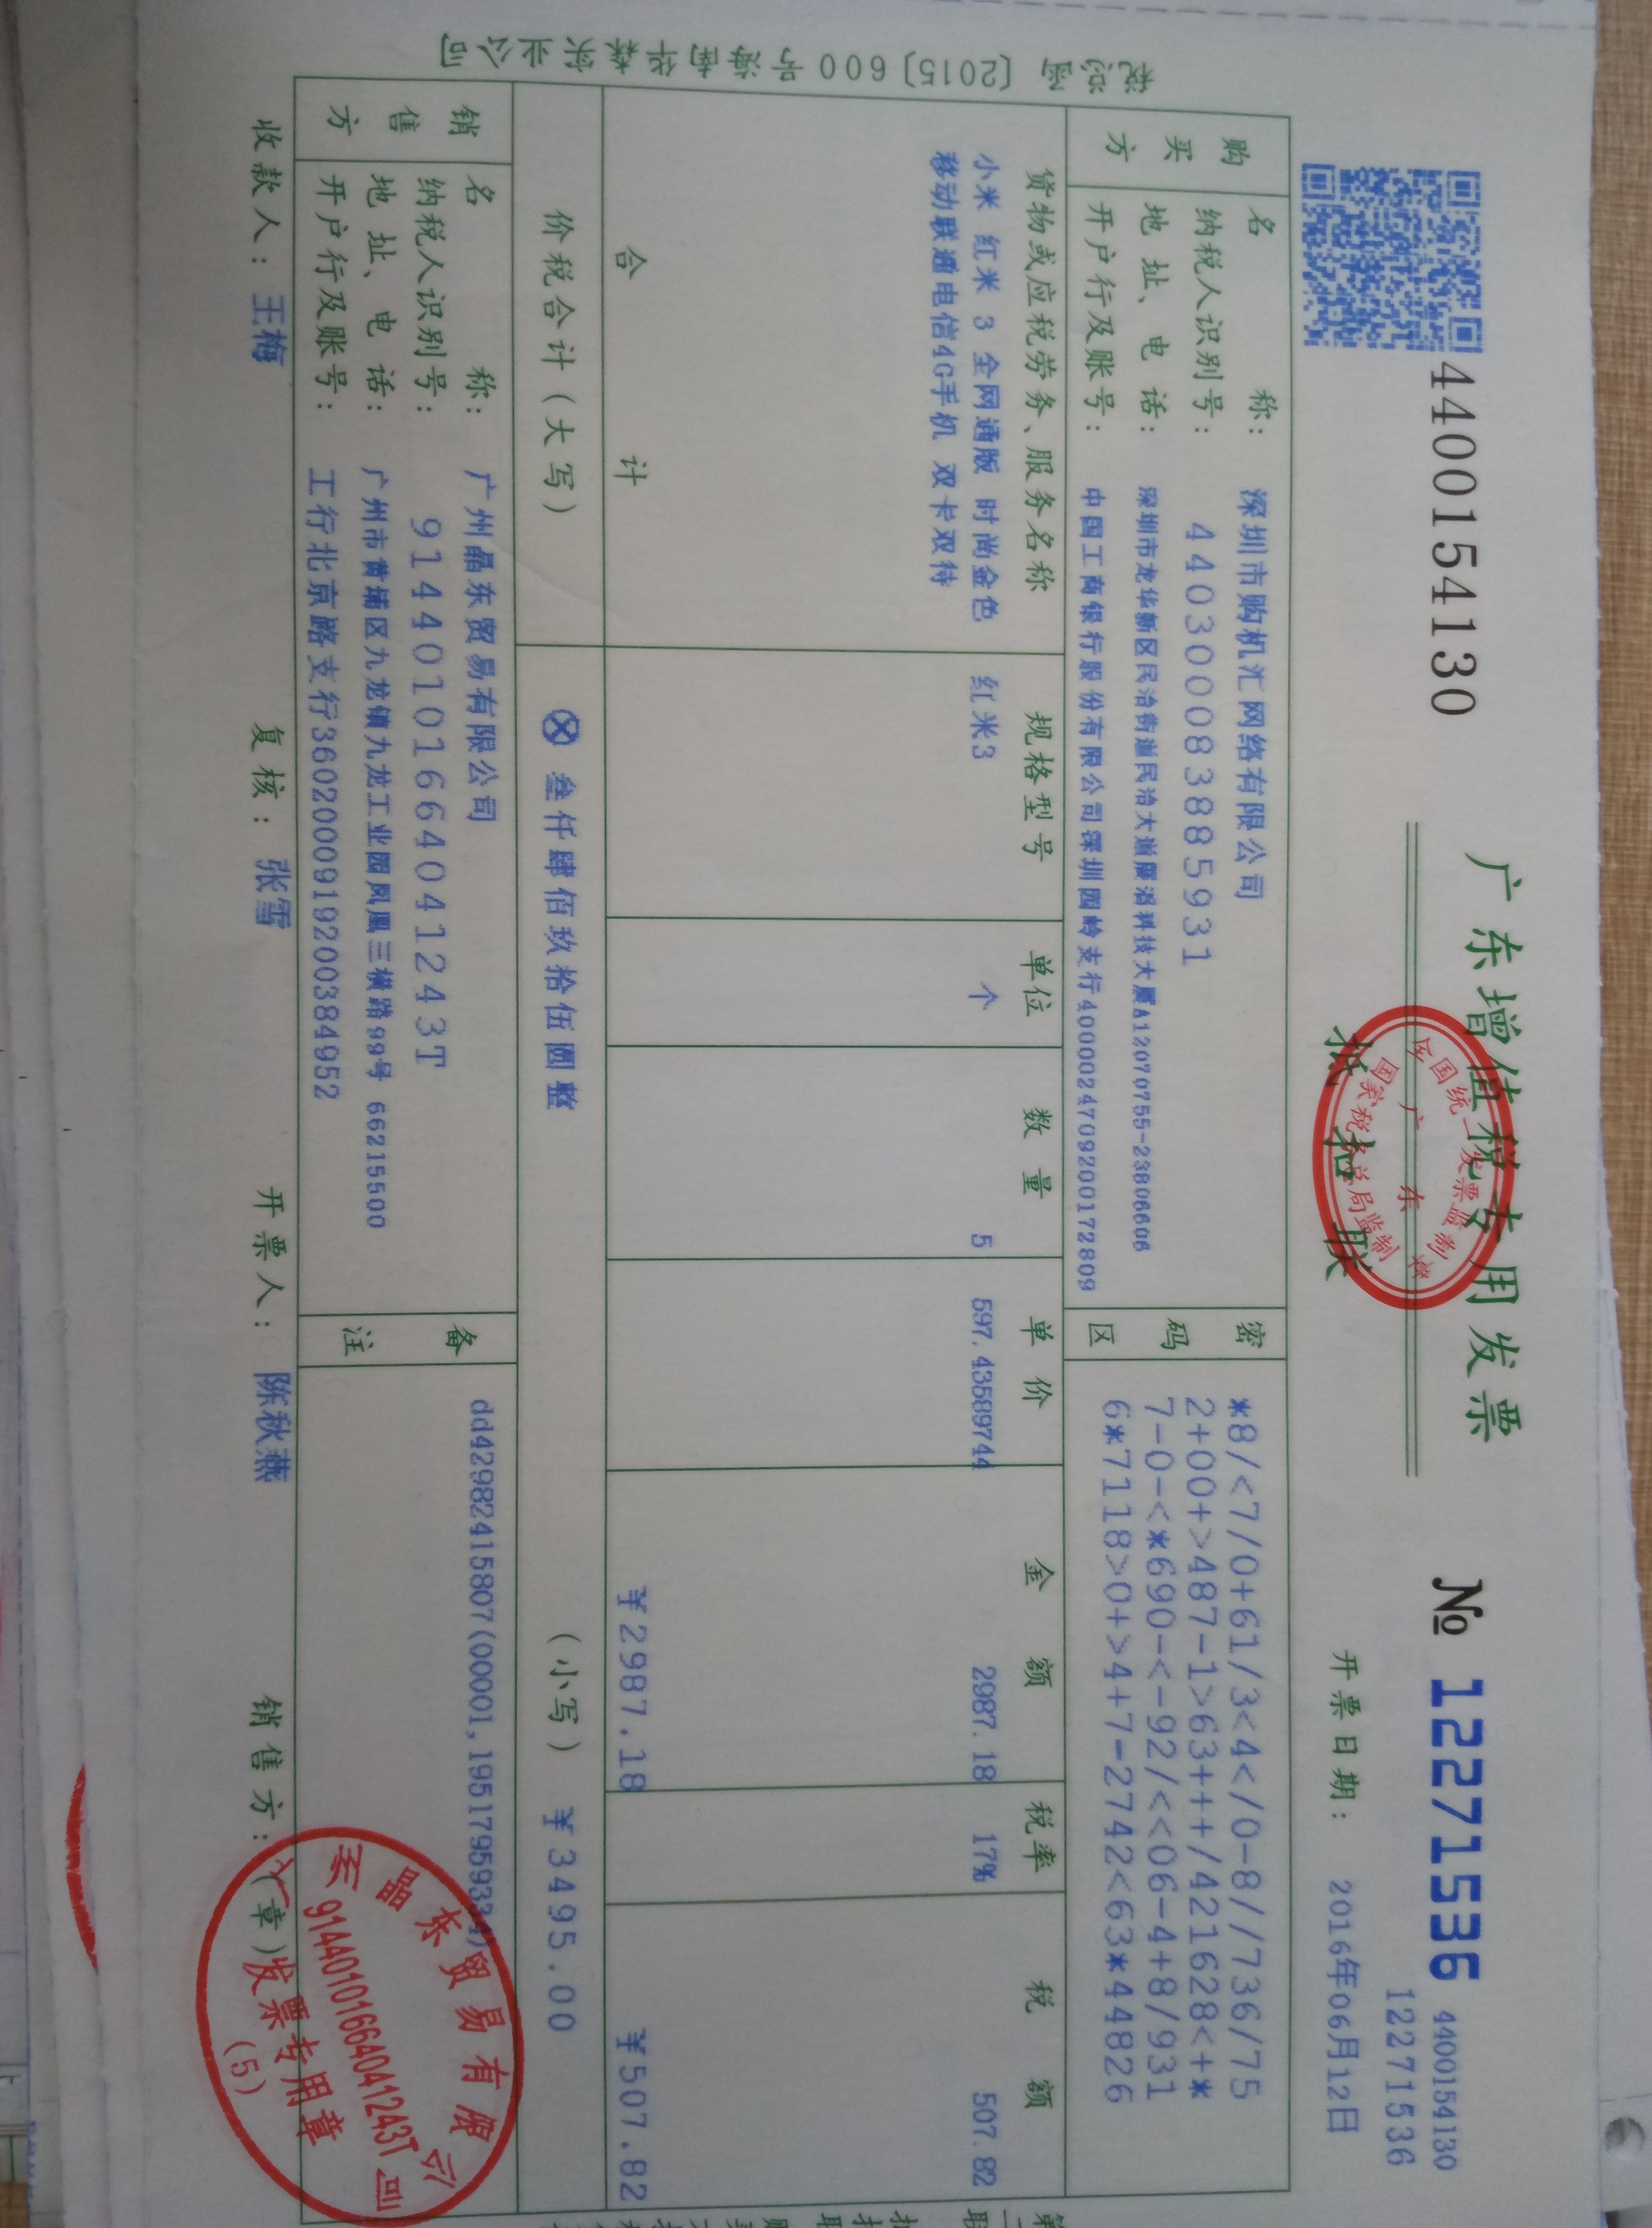 4400154130
广东增值税专用发票
№ 12271536
4400154130
12271536
抵扣联
开票日期： 2016年06月12日
税总函〔2015〕600号海南华森实业公司
购买方
名称： 深圳市购机汇网络有限公司
纳税人识别号： 440300083885931
地址、电话： 深圳市龙华新区民治街道民治大道展滔科技大厦A12070755-23806606
开户行及账号： 中国工商银行股份有限公司深圳园岭支行4000024709200172809
密码区
*8/<7/0+61/3<4</0-8//736/75
2+00+>487-1>63+++/421628<+*
7-0-<*690-<-92/<<06-4+8/931
6*7118>0+>4+7-2742<63*44826
货物或应税劳务、服务名称 规格型号 单位 数量 单价 金额 税率 税额
小米 红米 3 全网通版 时尚金色 红米3 个 5 597.43589744 2987.18 17% 507.82
移动联通电信4G手机 双卡双待
合计 ¥2987.18 ¥507.82
价税合计（大写） ⊗ 叁仟肆佰玖拾伍圆整 （小写） ¥3495.00
销售方
名称： 广州晶东贸易有限公司
纳税人识别号： 91440101664041243T
地址、电话： 广州市黄埔区九龙镇九龙工业园凤凰三横路99号 66215500
开户行及账号： 工行北京路支行3602000919200384952
备注
dd42982415807(00001,19517959334)
收款人： 王梅 复核： 张雪 开票人： 陈秋燕 销售方：（章）
全国统一发票监制章
广东
国家税务总局监制
晶东贸易有限公司
91440101664041243T
发票专用章
(5)